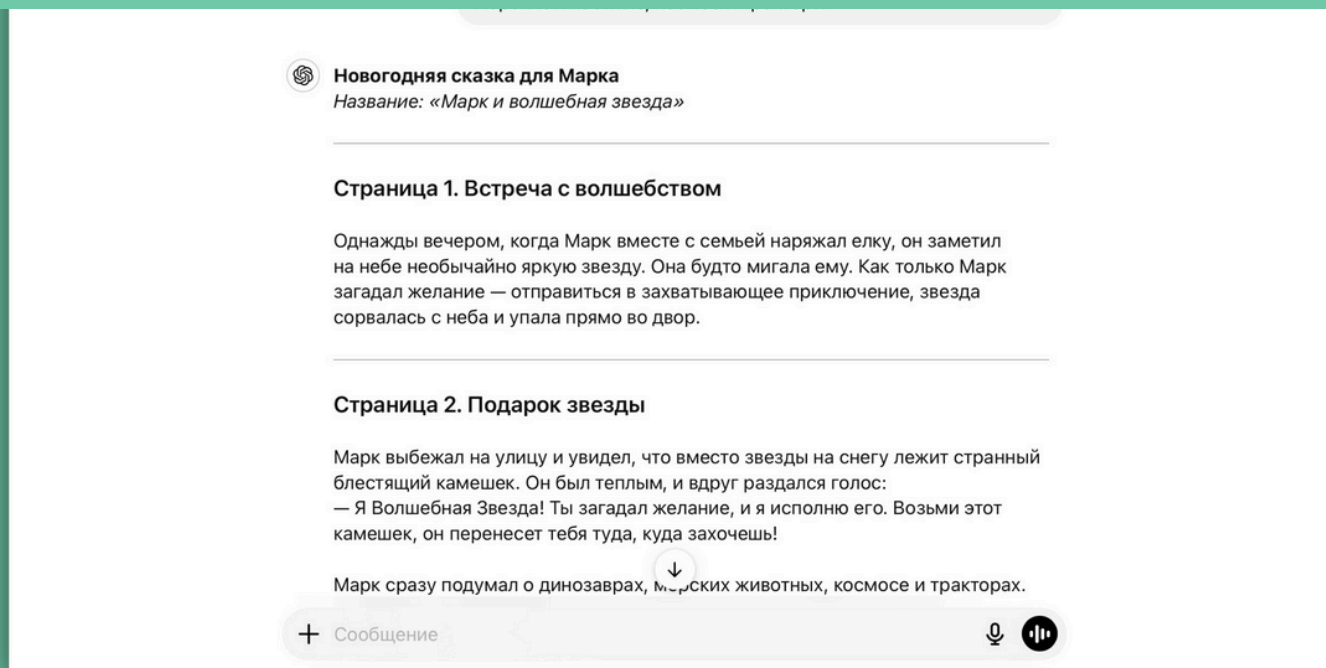 Новогодняя сказка для Марка
Название: «Марк и волшебная звезда»
Страница 1. Встреча с волшебством
Однажды вечером, когда Марк вместе с семьей наряжал елку, он заметил
на небе необычайно яркую звезду. Она будто мигала ему. Как только Марк
загадал желание — отправиться в захватывающее приключение, звезда
сорвалась с неба и упала прямо во двор.
Страница 2. Подарок звезды
Марк выбежал на улицу и увидел, что вместо звезды на снегу лежит странный
блестящий камешек. Он был теплым, и вдруг раздался голос:
— Я Волшебная Звезда! Ты загадал желание, и я исполню его. Возьми этот
камешек, он перенесет тебя туда, куда захочешь!
Марк сразу подумал о динозаврах, морских животных, космосе и тракторах.
Сообщение